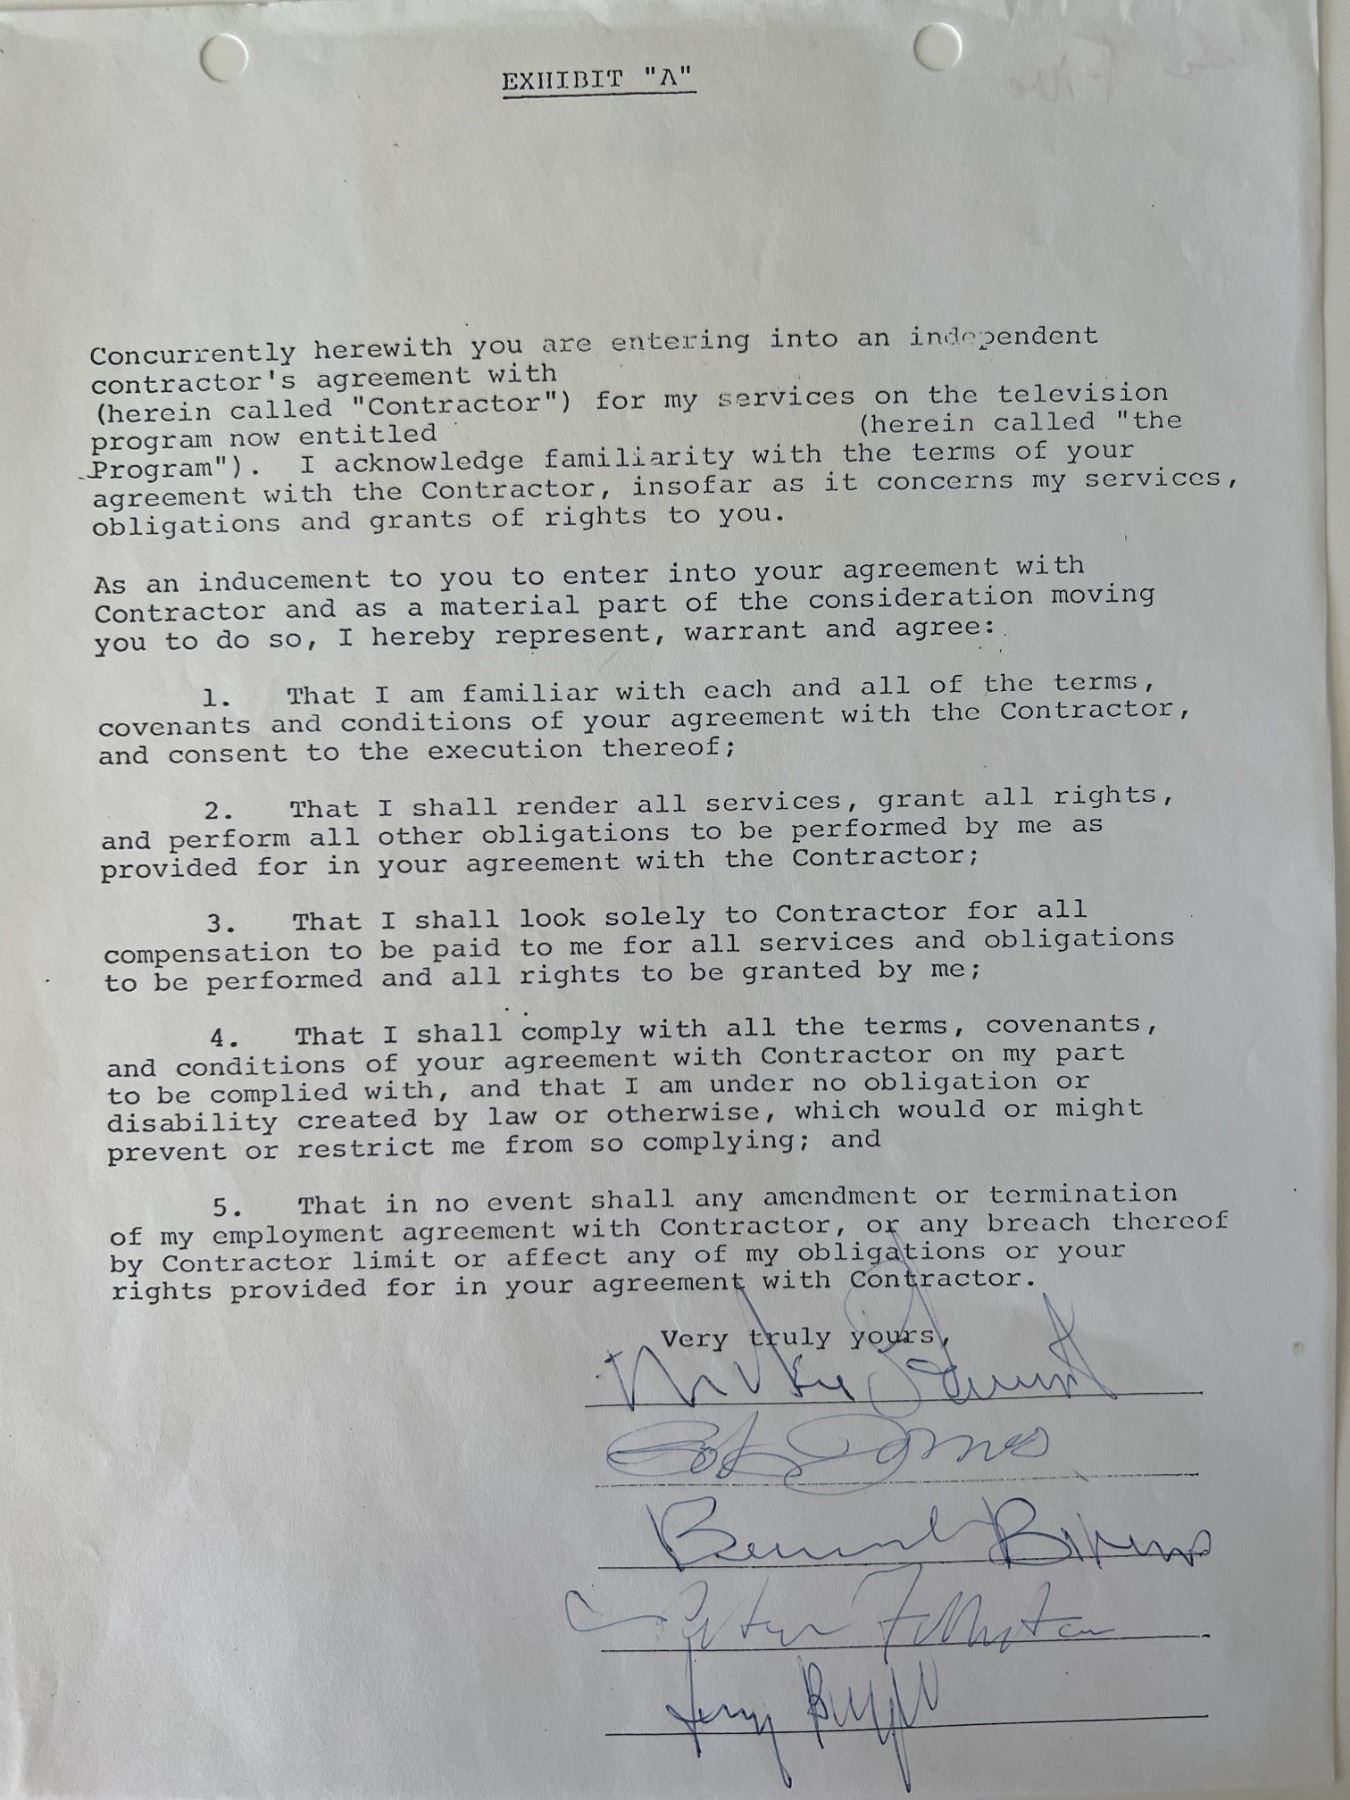 EXHIBIT "A"
Concurrently herewith you are entering into an independent
contractor's agreement with
(herein called "Contractor") for my services on the television
program now entitled (herein called "the
Program"). I acknowledge familiarity with the terms of your
agreement with the Contractor, insofar as it concerns my services,
obligations and grants of rights to you.
As an inducement to you to enter into your agreement with
Contractor and as a material part of the consideration moving
you to do so, I hereby represent, warrant and agree:
1. That I am familiar with each and all of the terms,
covenants and conditions of your agreement with the Contractor,
and consent to the execution thereof;
2. That I shall render all services, grant all rights,
and perform all other obligations to be performed by me as
provided for in your agreement with the Contractor;
3. That I shall look solely to Contractor for all
compensation to be paid to me for all services and obligations
to be performed and all rights to be granted by me;
4. That I shall comply with all the terms, covenants,
and conditions of your agreement with Contractor on my part
to be complied with, and that I am under no obligation or
disability created by law or otherwise, which would or might
prevent or restrict me from so complying; and
5. That in no event shall any amendment or termination
of my employment agreement with Contractor, or any breach thereof
by Contractor limit or affect any of my obligations or your
rights provided for in your agreement with Contractor.
Very truly yours,
Mike
Peter
Jerry